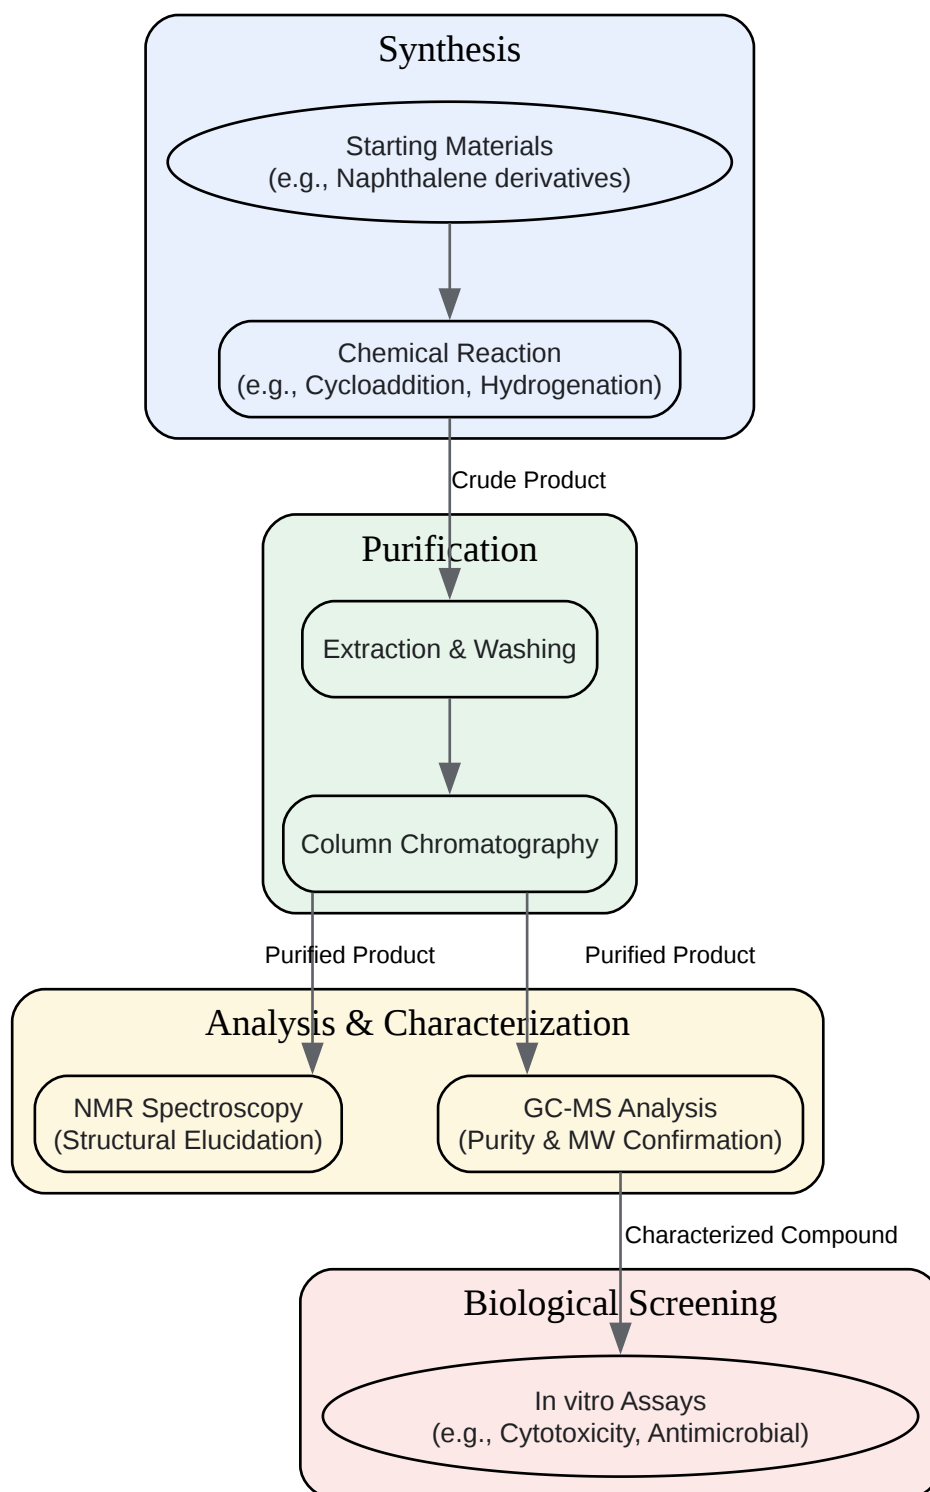 Synthesis
Starting Materials
(e.g., Naphthalene derivatives)
Chemical Reaction
(e.g., Cycloaddition, Hydrogenation)
Crude Product
Purification
Extraction & Washing
Column Chromatography
Purified Product
Purified Product
Analysis & Characterization
NMR Spectroscopy
(Structural Elucidation)
GC-MS Analysis
(Purity & MW Confirmation)
Characterized Compound
Biological Screening
In vitro Assays
(e.g., Cytotoxicity, Antimicrobial)